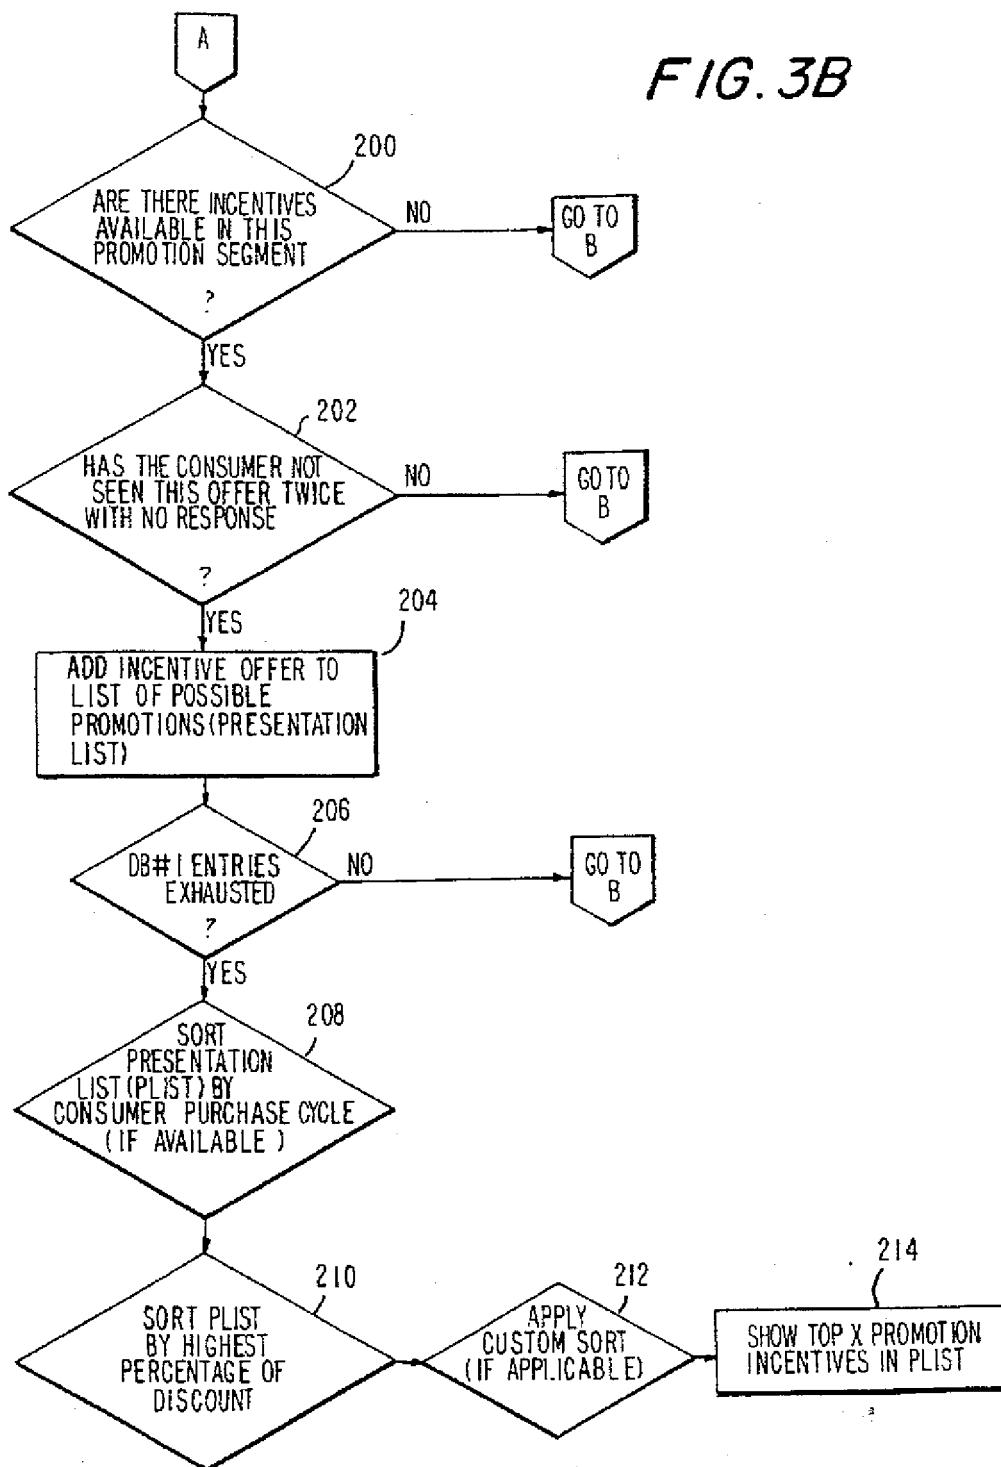 A
FIG. 3B
200
ARE THERE INCENTIVES
AVAILABLE IN THIS
PROMOTION SEGMENT
?
NO
GO TO
B
YES
202
HAS THE CONSUMER NOT
SEEN THIS OFFER TWICE
WITH NO RESPONSE
?
NO
GO TO
B
YES
204
ADD INCENTIVE OFFER TO
LIST OF POSSIBLE
PROMOTIONS(PRESENTATION
LIST)
206
DB#1 ENTRIES
EXHAUSTED
?
NO
GO TO
B
YES
208
SORT
PRESENTATION
LIST(PLIST) BY
CONSUMER PURCHASE CYCLE
(IF AVAILABLE)
210
SORT PLIST
BY HIGHEST
PERCENTAGE OF
DISCOUNT
212
APPLY
CUSTOM SORT
(IF APPLICABLE)
214
SHOW TOP X PROMOTION
INCENTIVES IN PLIST